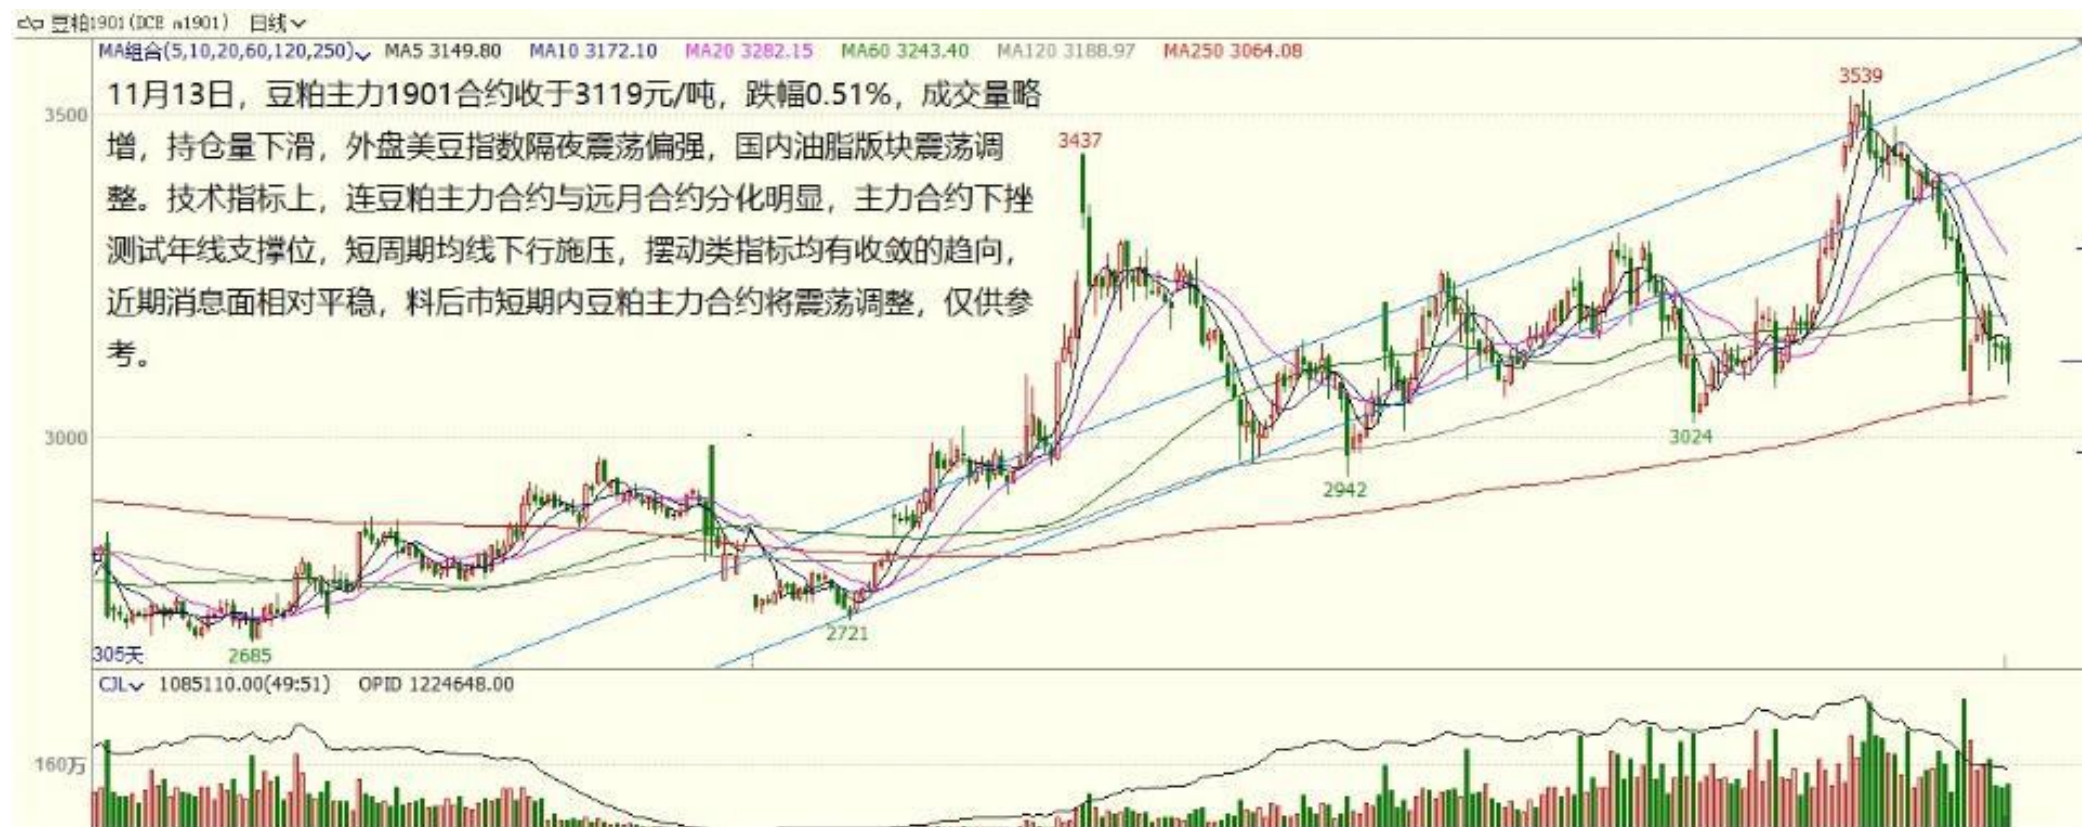 豆粕1901(DCE m1901) 日线
MA组合(5,10,20,60,120,250) MA5 3149.80 MA10 3172.10 MA20 3282.15 MA60 3243.40 MA120 3188.97 MA250 3064.08
11月13日，豆粕主力1901合约收于3119元/吨，跌幅0.51%，成交量略
增，持仓量下滑，外盘美豆指数隔夜震荡偏强，国内油脂版块震荡调
整。技术指标上，连豆粕主力合约与远月合约分化明显，主力合约下挫
测试年线支撑位，短周期均线下行施压，摆动类指标均有收敛的趋向，
近期消息面相对平稳，料后市短期内豆粕主力合约将震荡调整，仅供参
考。
3539
3500
3437
3000
3024
2942
2721
2685
305天
CJL 1085110.00(49:51) OPID 1224648.00
160万